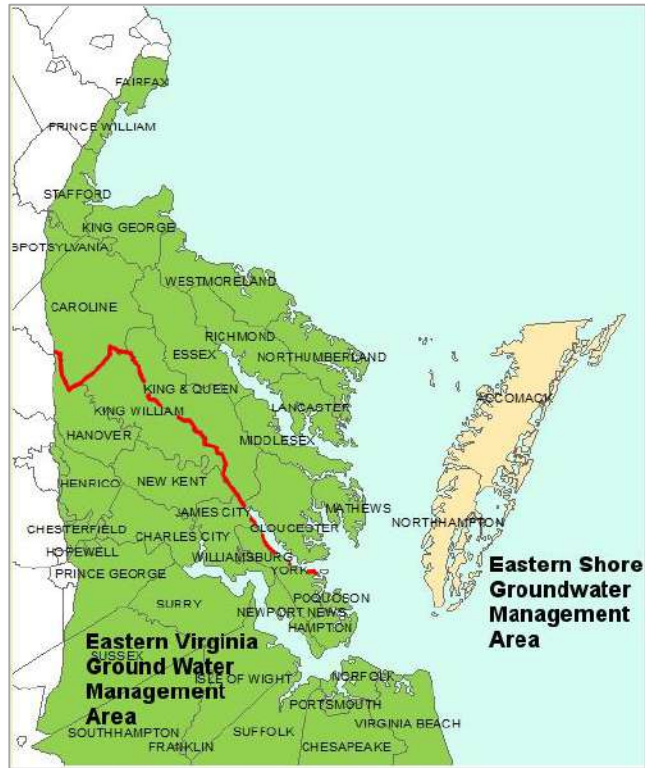 FAIRFAX
PRINCE WILLIAM
STAFFORD
KING GEORGE
SPOTSYLVANIA
WESTMORELAND
CAROLINE
RICHMOND
ESSEX
NORTHUMBERLAND
KING & QUEEN
ACCOMACK
KING WILLIAM
LANCASTER
HANOVER
MIDDLESEX
HENRICO
NEW KENT
MATHEWS
JAMES CITY
GLOUCESTER
NORTHHAMPTON
CHESTERFIELD
CHARLES CITY
HOPEWELL
WILLIAMSBURG
PRINCE GEORGE
YORK
Eastern Shore
Groundwater
Management
Area
POQUOSON
SURRY
NEWPORT NEWS
HAMPTON
Eastern Virginia
Ground Water
Management
Area
SUSSEX
ISLE OF WIGHT
NORFOLK
PORTSMOUTH
SOUTHHAMPTON
SUFFOLK
VIRGINIA BEACH
FRANKLIN
CHESAPEAKE